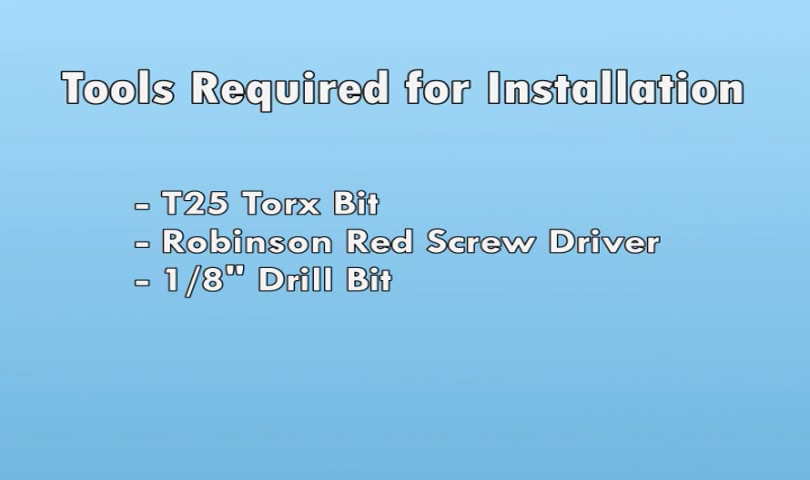 Tools Required for Installation
- T25 Torx Bit
- Robinson Red Screw Driver
- 1/8" Drill Bit